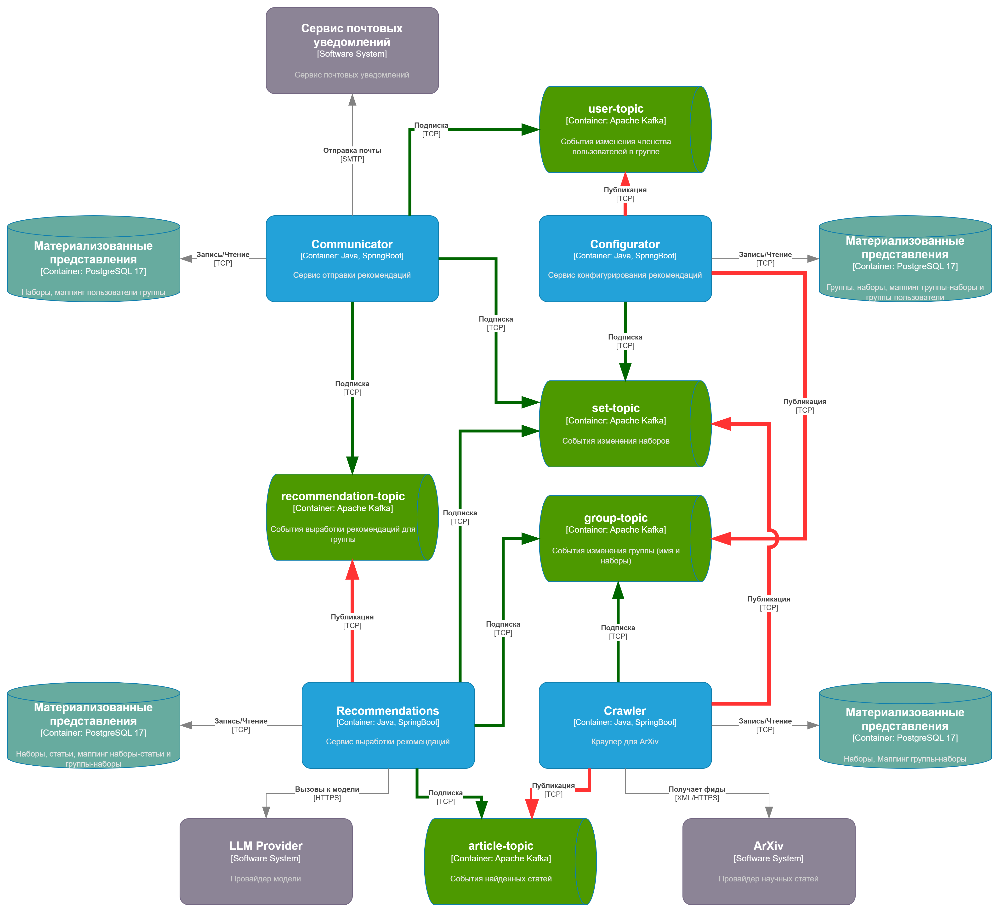 Сервис почтовых
уведомлений
[Software System]
Сервис почтовых уведомлений
user-topic
[Container: Apache Kafka]
События изменения членства
пользователей в группе
Подписка
[TCP]
Отправка почты
[SMTP]
Публикация
[TCP]
Материализованные
представления
[Container: PostgreSQL 17]
Наборы, маппинг пользователи-группы
Запись/Чтение
[TCP]
Communicator
[Container: Java, SpringBoot]
Сервис отправки рекомендаций
Configurator
[Container: Java, SpringBoot]
Сервис конфигурирования рекомендаций
Запись/Чтение
[TCP]
Материализованные
представления
[Container: PostgreSQL 17]
Группы, наборы, маппинг группы-наборы и
группы-пользователи
Подписка
[TCP]
Подписка
[TCP]
Подписка
[TCP]
Публикация
[TCP]
set-topic
[Container: Apache Kafka]
События изменения наборов
recommendation-topic
[Container: Apache Kafka]
События выработки рекомендаций для
группы
Подписка
[TCP]
group-topic
[Container: Apache Kafka]
События изменения группы (имя и
наборы)
Публикация
[TCP]
Публикация
[TCP]
Подписка
[TCP]
Подписка
[TCP]
Материализованные
представления
[Container: PostgreSQL 17]
Наборы, статьи, маппинг наборы-статьи и
группы-наборы
Запись/Чтение
[TCP]
Recommendations
[Container: Java, SpringBoot]
Сервис выработки рекомендаций
Crawler
[Container: Java, SpringBoot]
Краулер для ArXiv
Запись/Чтение
[TCP]
Материализованные
представления
[Container: PostgreSQL 17]
Наборы, Маппинг группы-наборы
Вызовы к модели
[HTTPS]
Подписка
[TCP]
Публикация
[TCP]
Получает фиды
[XML/HTTPS]
LLM Provider
[Software System]
Провайдер модели
article-topic
[Container: Apache Kafka]
События найденных статей
ArXiv
[Software System]
Провайдер научных статей